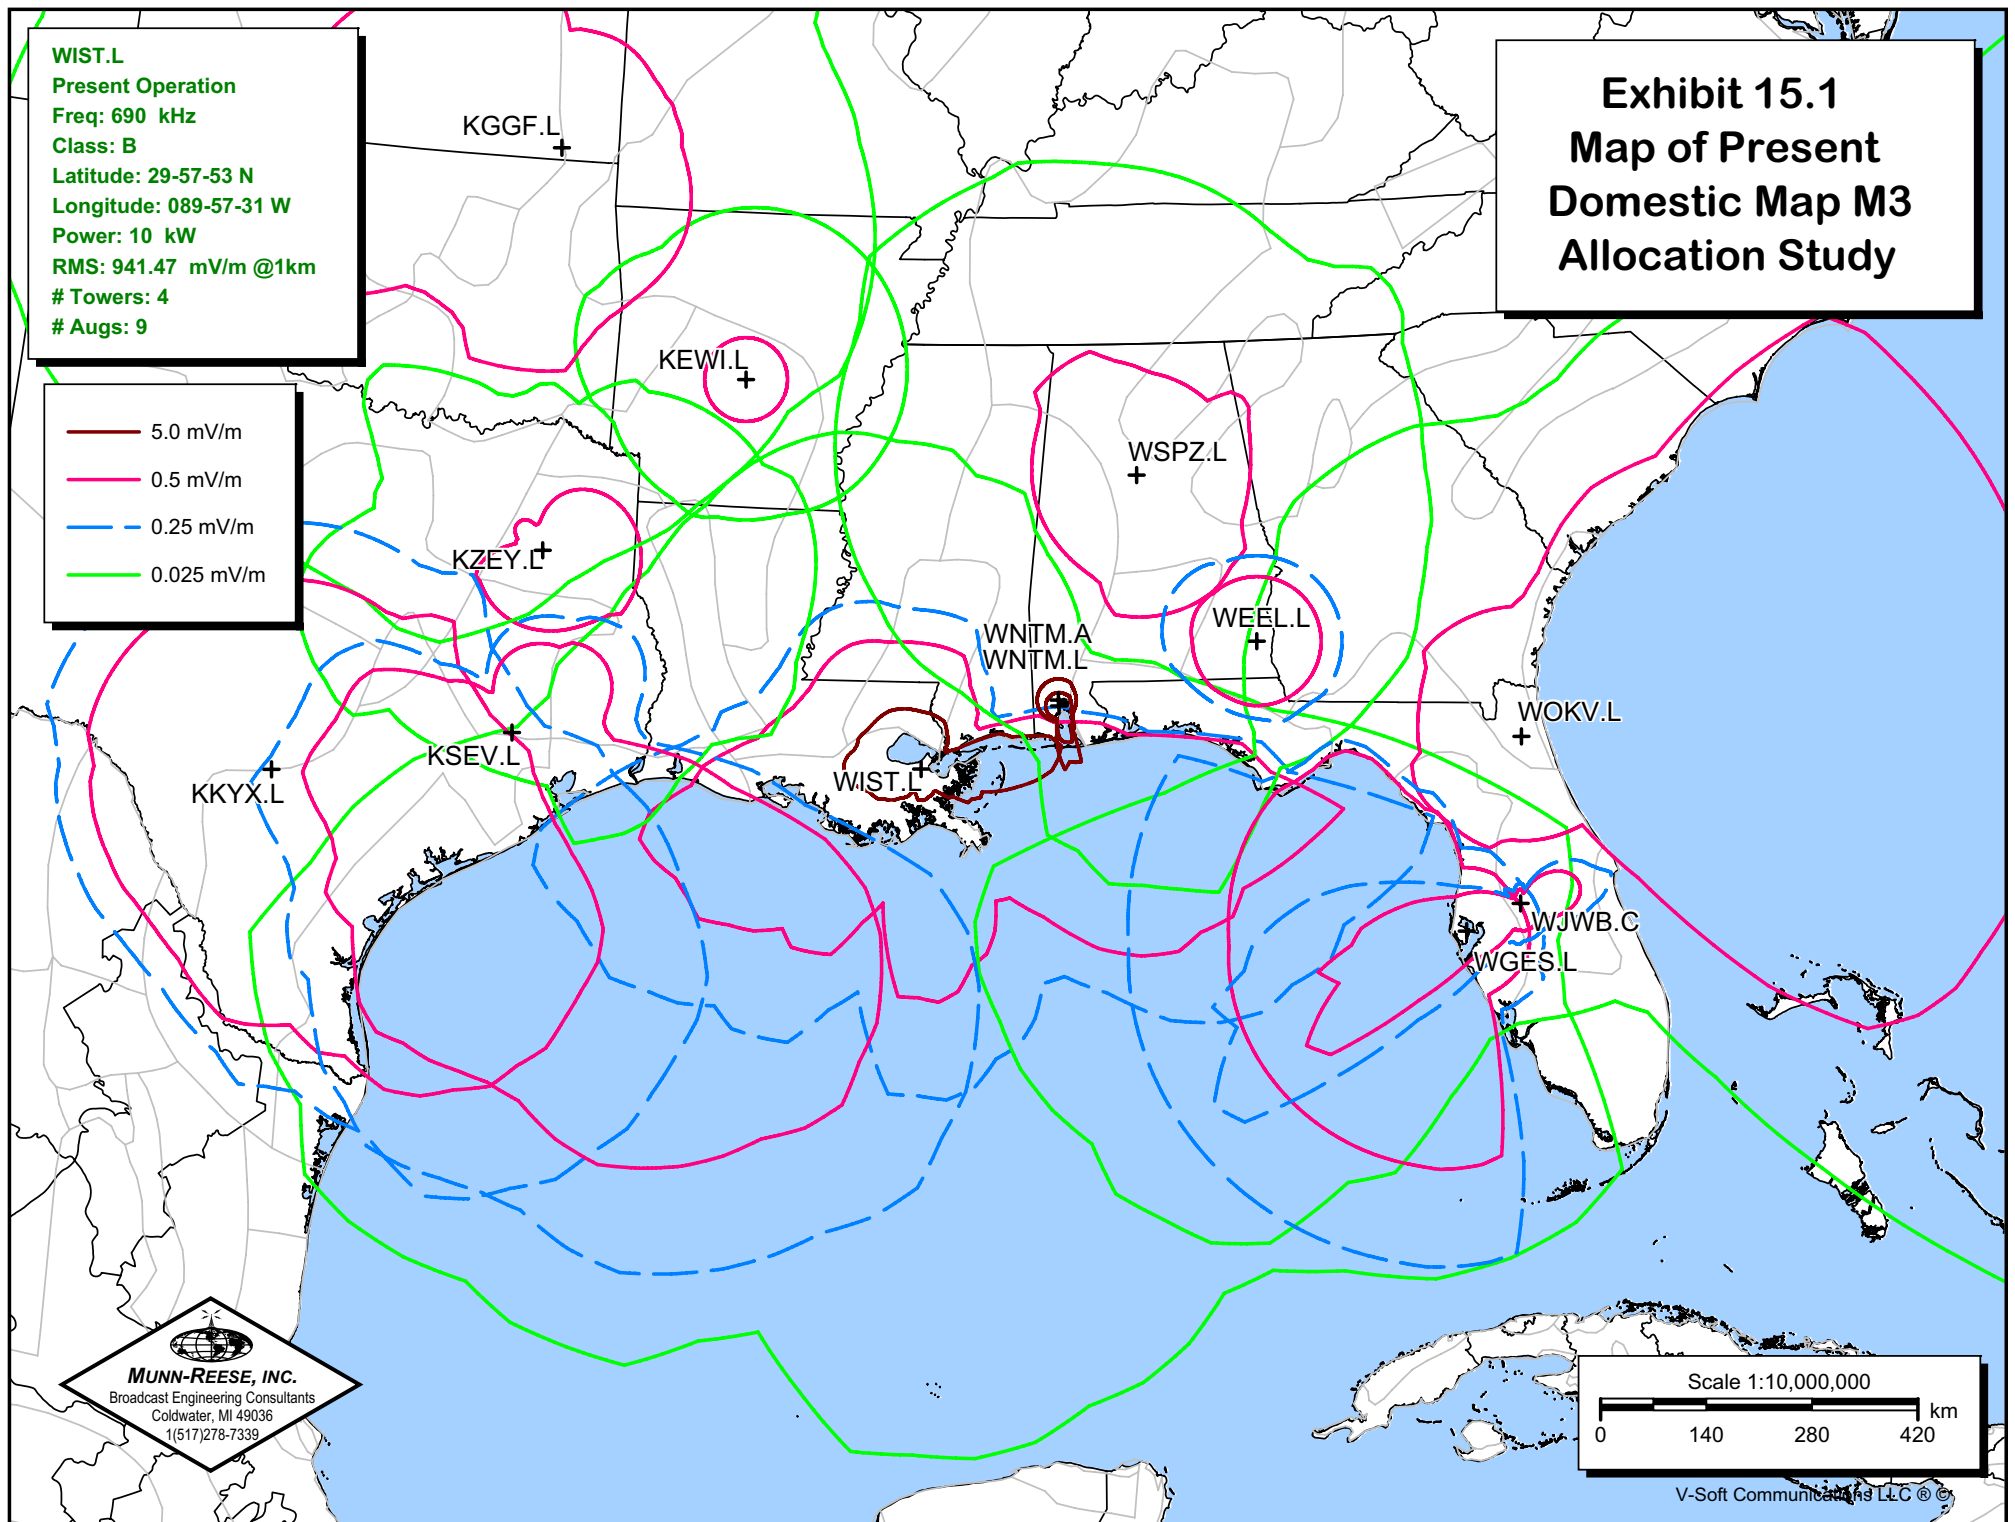 WIST.L
Present Operation
Freq: 690 kHz
Class: B
Latitude: 29-57-53 N
Longitude: 089-57-31 W
Power: 10 kW
RMS: 941.47 mV/m @1km
# Towers: 4
# Augs: 9
Exhibit 15.1
Map of Present
Domestic Map M3
Allocation Study
5.0 mV/m
0.5 mV/m
0.25 mV/m
0.025 mV/m
KGGF.L
KEWI.L
WSPZ.L
KZEY.L
WEEL.L
WNTM.A
WNTM.L
WOKV.L
KSEV.L
WIST.L
KKYX.L
WJWB.C
WGES.L
MUNN-REESE, INC.
Broadcast Engineering Consultants
Coldwater, MI 49036
1(517)278-7339
Scale 1:10,000,000
km
0 140 280 420
V-Soft Communications LLC ® ©